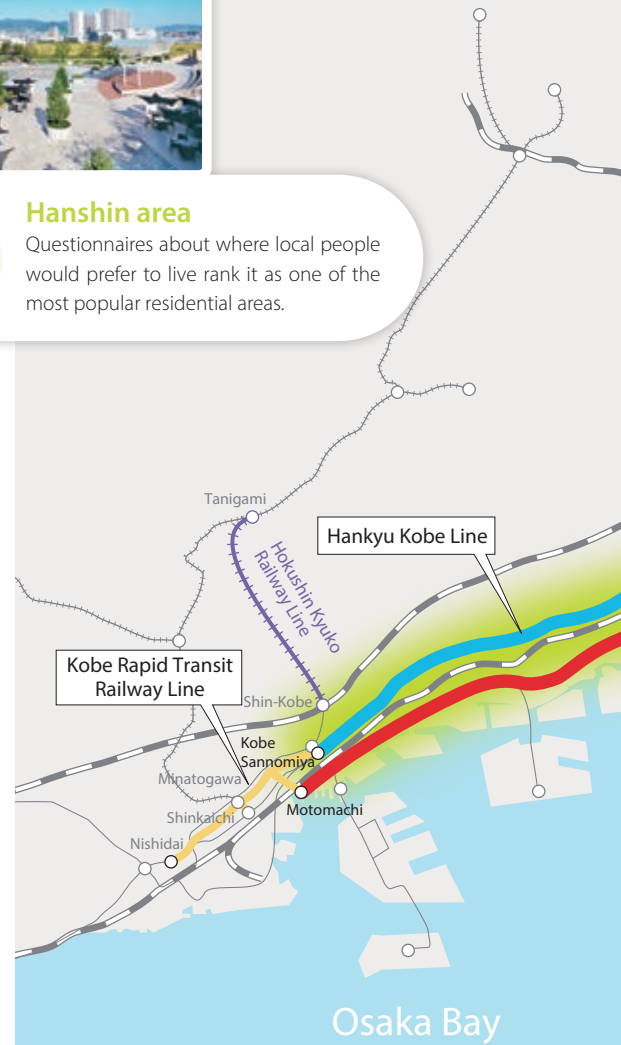 Hanshin area
Questionnaires about where local people
would prefer to live rank it as one of the
most popular residential areas.
Tanigami
Hankyu Kobe Line
Hokushin Kyuko
Railway Line
Kobe Rapid Transit
Railway Line
Shin-Kobe
Kobe
Sannomiya
Minatogawa
Motomachi
Shinkaichi
Nishidai
Osaka Bay